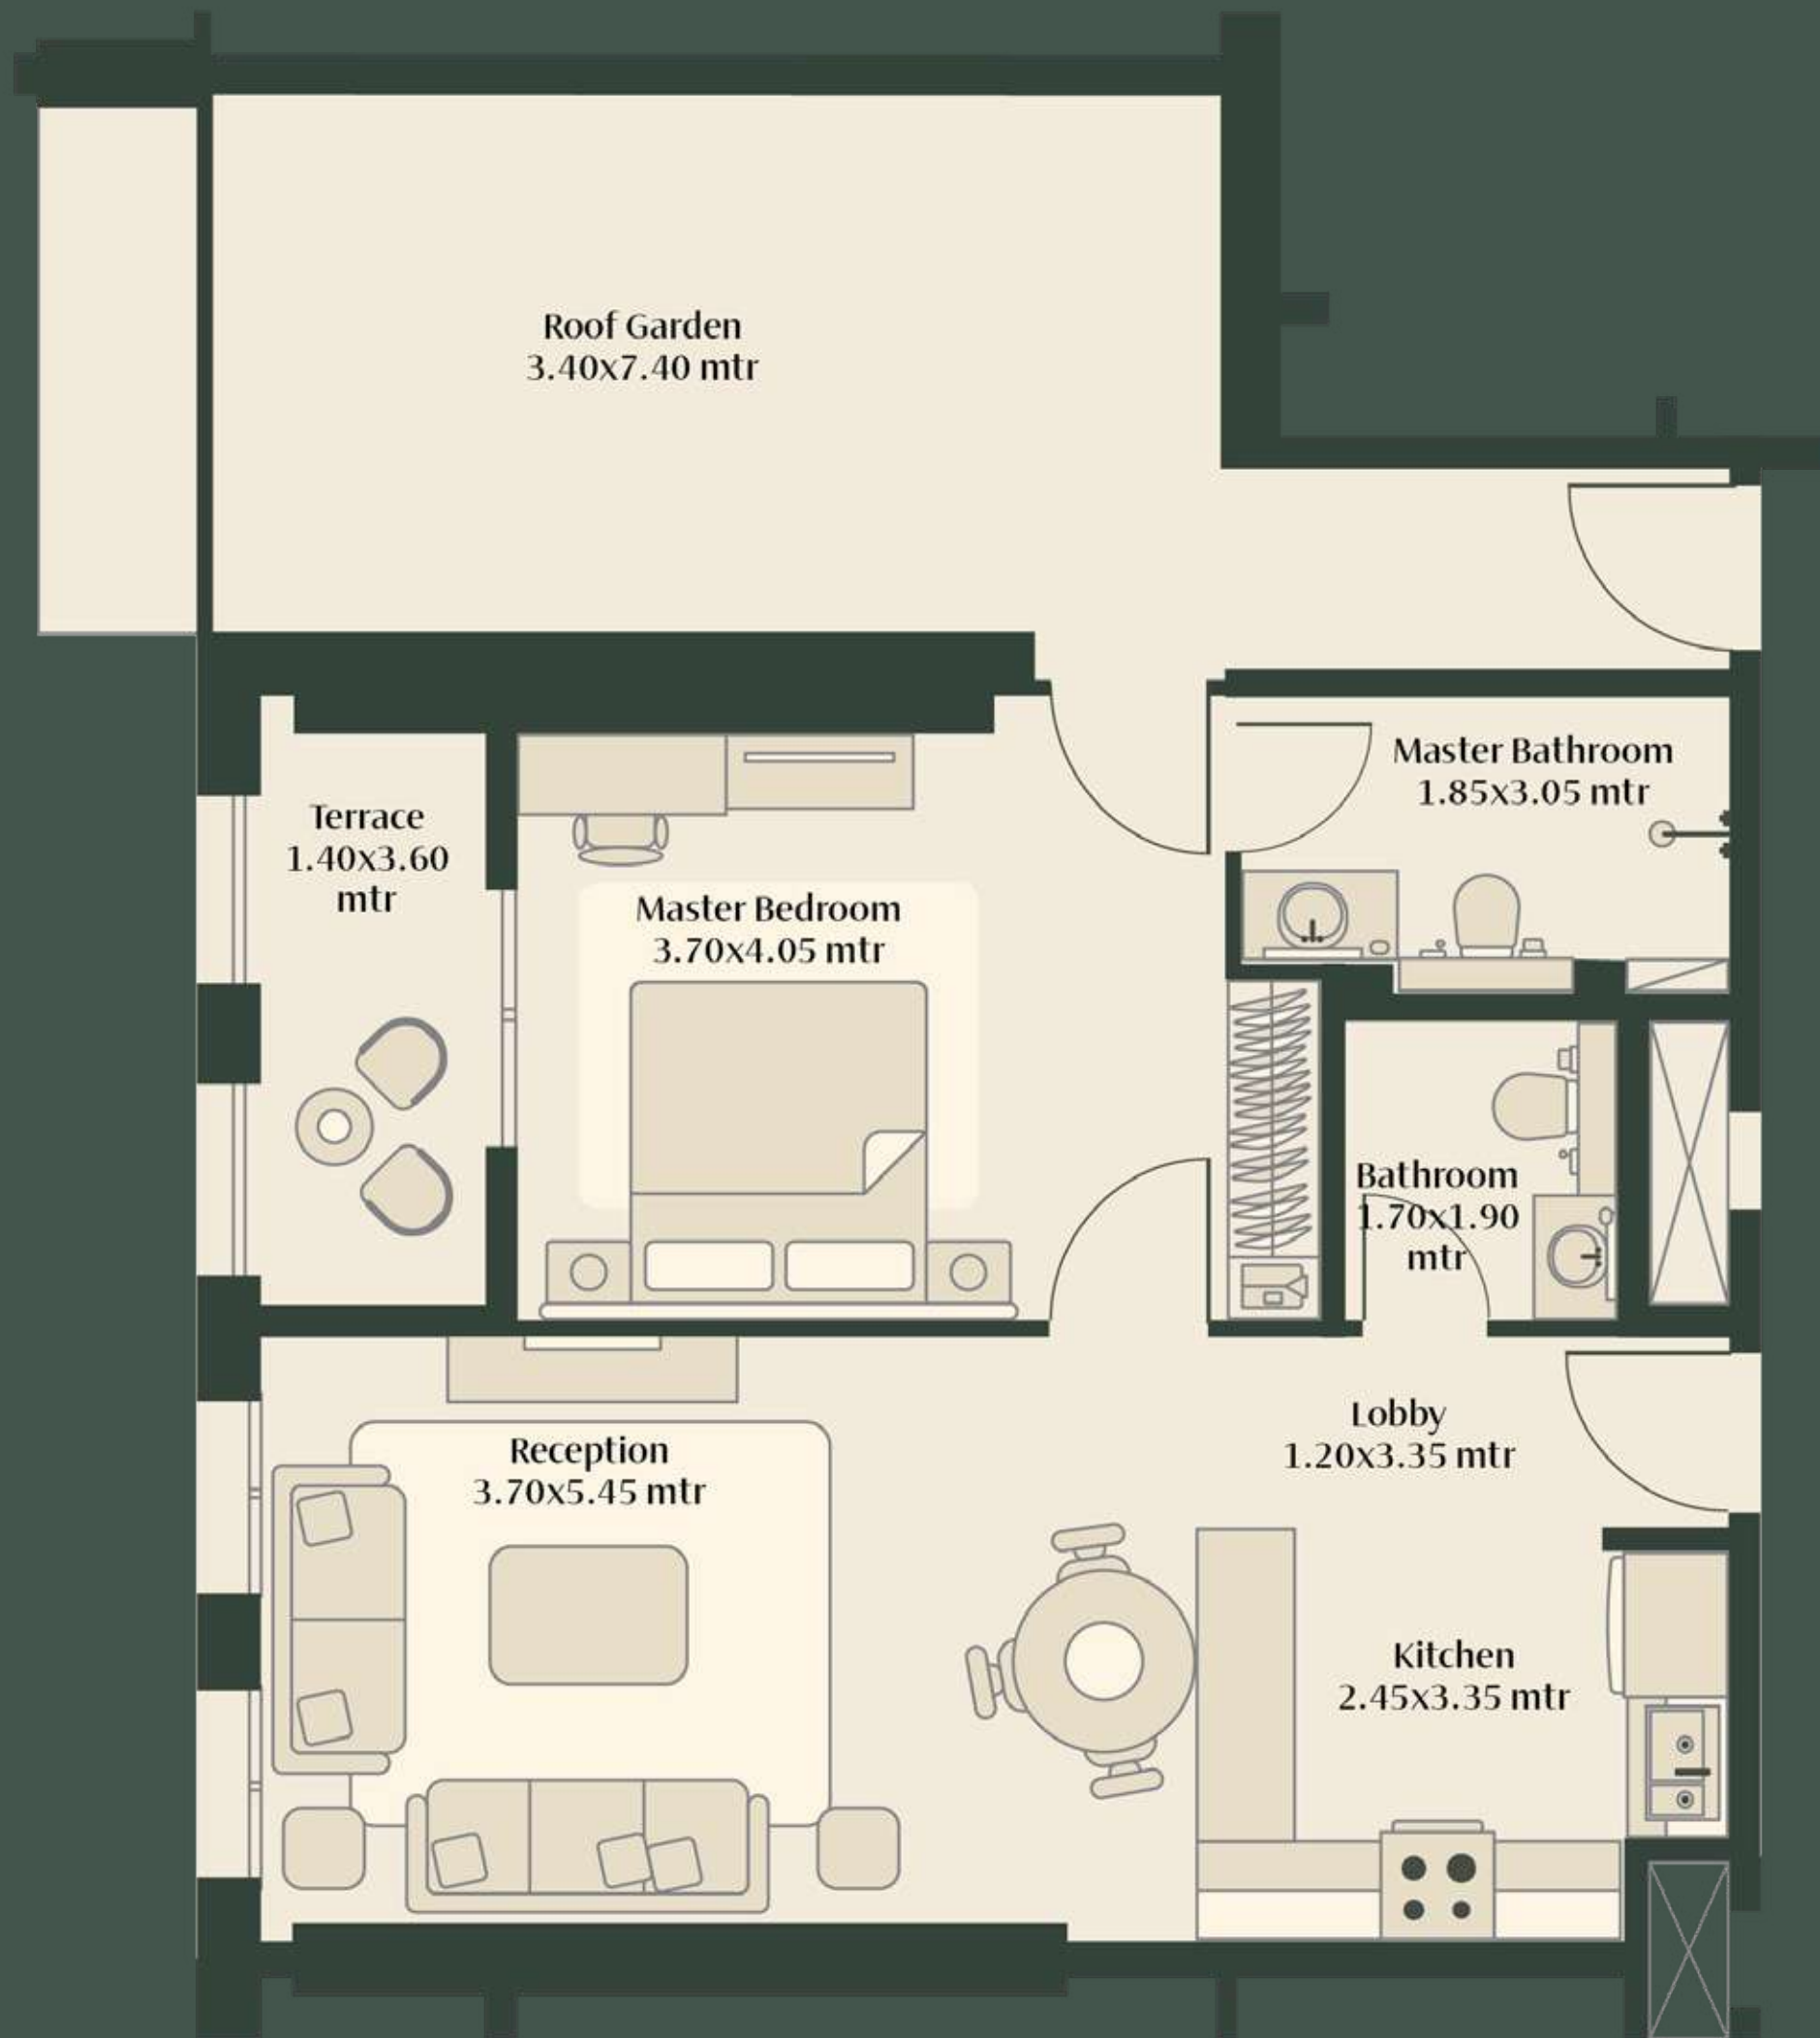 Roof Garden
3.40x7.40 mtr
Master Bathroom
1.85x3.05 mtr
Terrace
1.40x3.60
mtr
Master Bedroom
3.70x4.05 mtr
Bathroom
1.70x1.90
mtr
Lobby
1.20x3.35 mtr
Reception
3.70x5.45 mtr
Kitchen
2.45x3.35 mtr